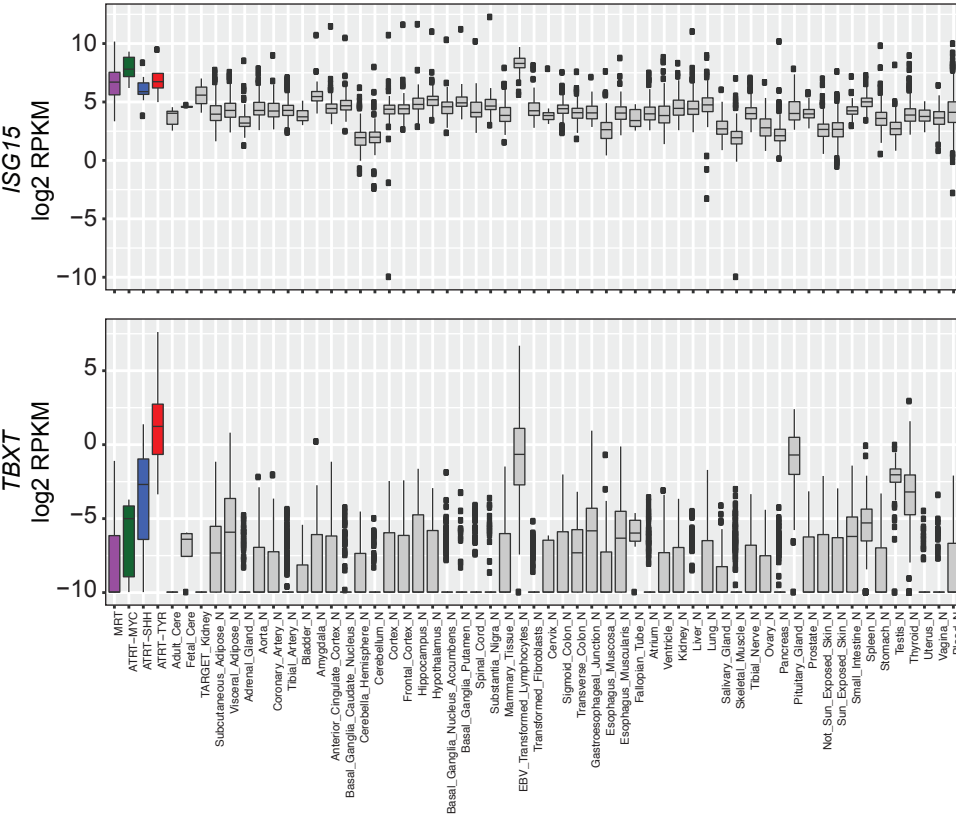 ISG15
log2 RPKM
10
5
0
−5
−10
TBXT
log2 RPKM
5
0
−5
−10
MRT
ATRT−MYC
ATRT−SHH
ATRT−TYR
Adult_Cere
Fetal_Cere
TARGET_Kidney
Subcutaneous_Adipose_N
Visceral_Adipose_N
Adrenal_Gland_N
Aorta_N
Coronary_Artery_N
Tibial_Artery_N
Bladder_N
Amygdala_N
Anterior_Cingulate_Cortex_N
Basal_Ganglia_Caudate_Nucleus_N
Cerebella_Hemisphere_N
Cerebellum_N
Cortex_N
Frontal_Cortex_N
Hippocampus_N
Hypothalamus_N
Basal_Ganglia_Nucleus_Acumbens_N
Basal_Ganglia_Putamen_N
Spinal_Cord_N
Substantia_Nigra_N
Mammary_Tissue_N
EBV_Transformed_Lymphocytes_N
Transformed_Fibroblasts_N
Cervix_N
Sigmoid_Colon_N
Transverse_Colon_N
Gastroesophageal_Junction_N
Esophagus_Muscosa_N
Esophagus_Muscularis_N
Fallopian_Tube_N
Atrium_N
Ventricle_N
Kidney_N
Liver_N
Lung_N
Salivary_Gland_N
Skeletal_Muscle_N
Tibial_Nerve_N
Ovary_N
Pancreas_N
Pituitary_Gland_N
Prostate_N
Not_Sun_Exposed_Skin_N
Sun_Exposed_Skin_N
Small_Intestine_N
Spleen_N
Stomach_N
Testis_N
Thyroid_N
Uterus_N
Vagina_N